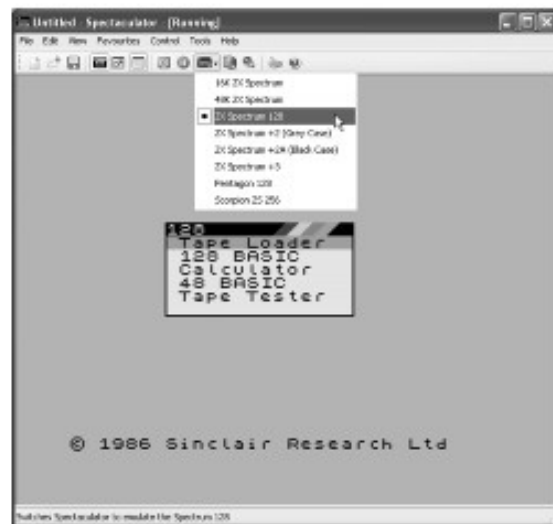 Untitled - Spectaculator - [Running]
File Edit View Favourites Control Tools Help
16K ZX Spectrum
48K ZX Spectrum
ZX Spectrum 128
ZX Spectrum +2 (Grey Case)
ZX Spectrum +2A (Black Case)
ZX Spectrum +3
Pentagon 128
Scorpion ZS 256
128
Tape Loader
128 BASIC
Calculator
48 BASIC
Tape Tester
© 1986 Sinclair Research Ltd
Switches Spectaculator to emulate the Spectrum 128